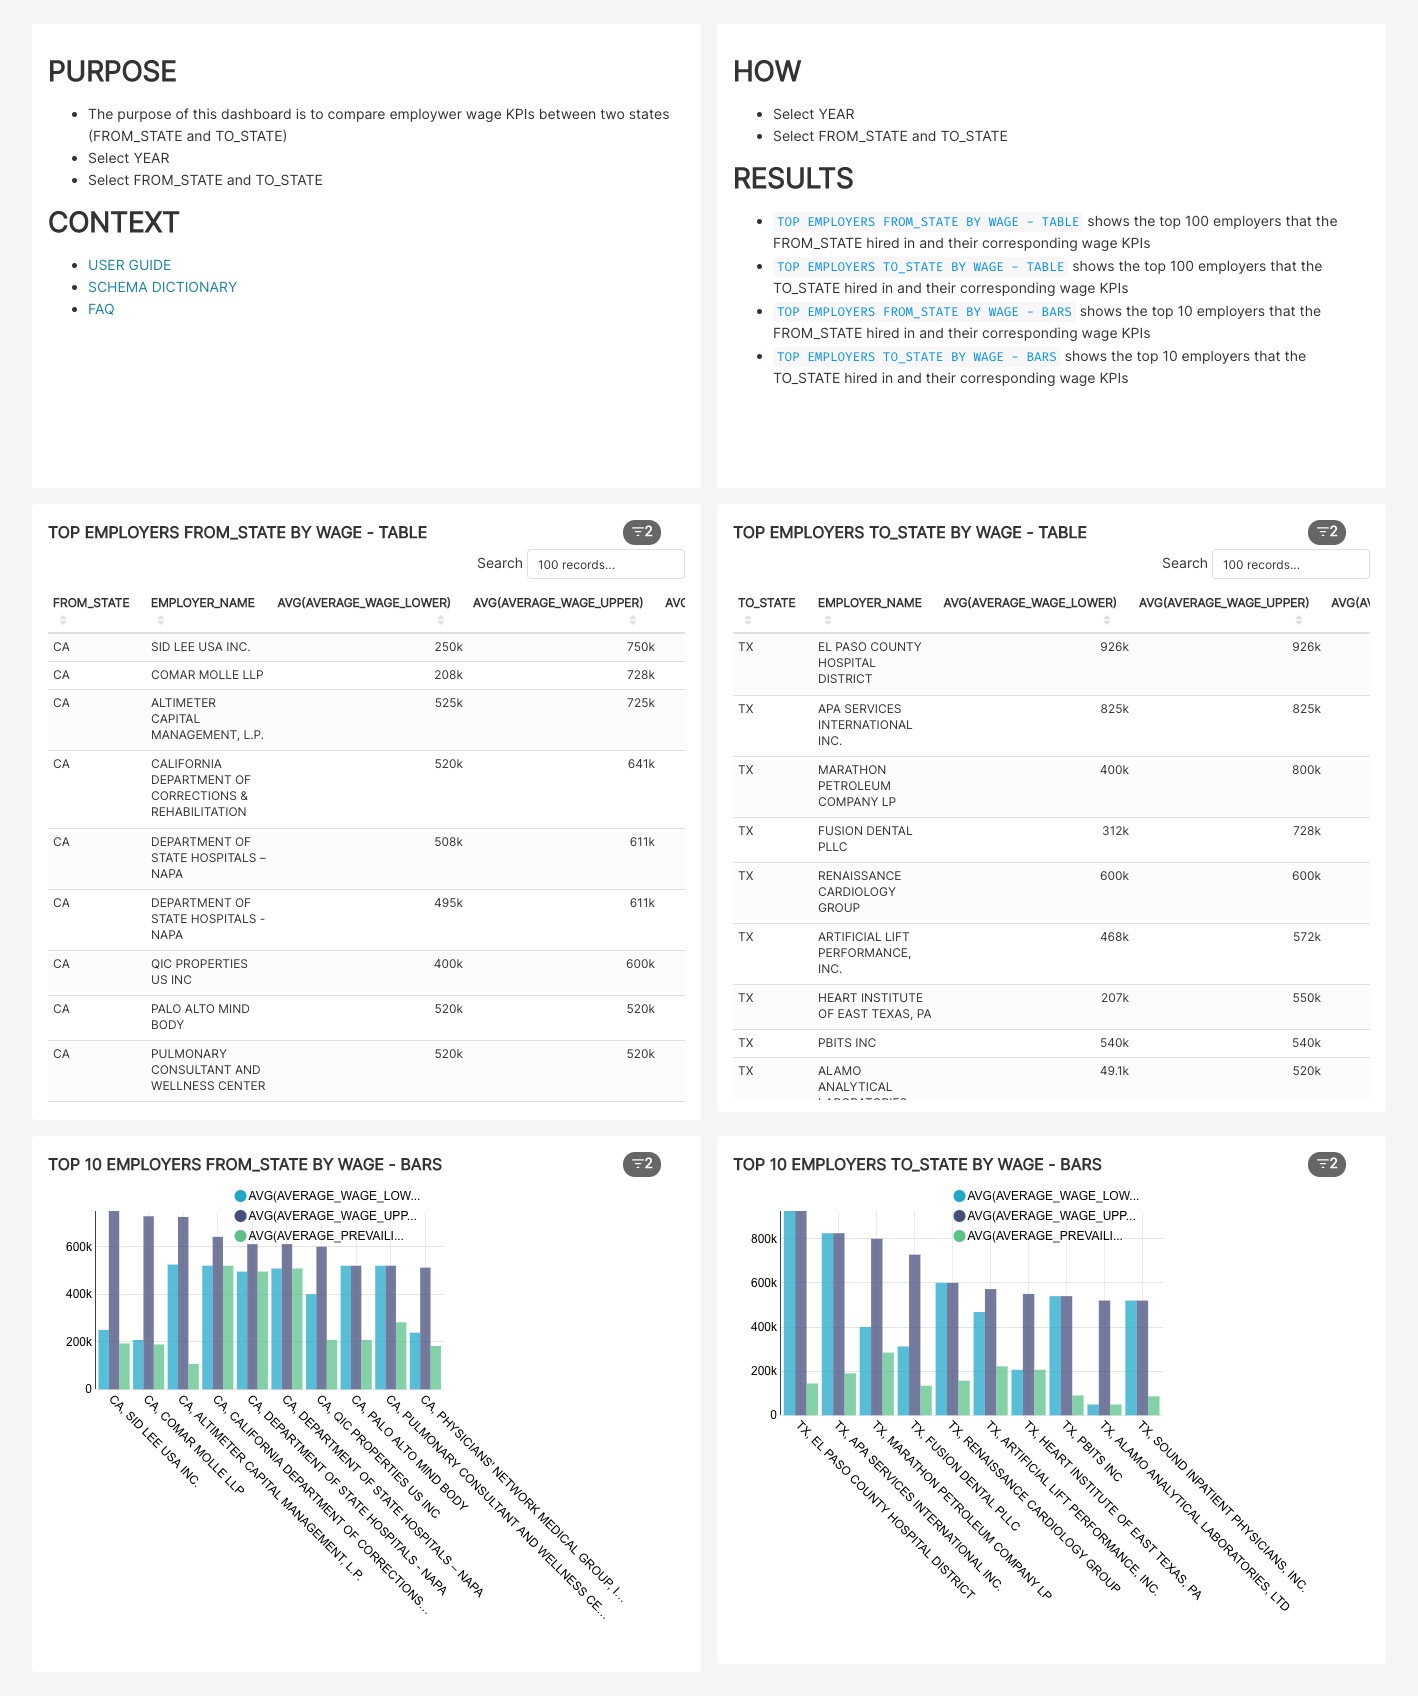 PURPOSE
The purpose of this dashboard is to compare employwer wage KPIs between two states
(FROM_STATE and TO_STATE)
Select YEAR
Select FROM_STATE and TO_STATE
CONTEXT
USER GUIDE
SCHEMA DICTIONARY
FAQ
HOW
Select YEAR
Select FROM_STATE and TO_STATE
RESULTS
TOP EMPLOYERS FROM_STATE BY WAGE - TABLE shows the top 100 employers that the
FROM_STATE hired in and their corresponding wage KPIs
TOP EMPLOYERS TO_STATE BY WAGE - TABLE shows the top 100 employers that the
TO_STATE hired in and their corresponding wage KPIs
TOP EMPLOYERS FROM_STATE BY WAGE - BARS shows the top 10 employers that the
FROM_STATE hired in and their corresponding wage KPIs
TOP EMPLOYERS TO_STATE BY WAGE - BARS shows the top 10 employers that the
TO_STATE hired in and their corresponding wage KPIs
TOP EMPLOYERS FROM_STATE BY WAGE - TABLE 2
Search 100 records...
FROM_STATE EMPLOYER_NAME AVG(AVERAGE_WAGE_LOWER) AVG(AVERAGE_WAGE_UPPER)
CA SID LEE USA INC. 250k 750k
CA COMAR MOLLE LLP 208k 728k
CA ALTIMETER 525k 725k
CAPITAL
MANAGEMENT, L.P.
CA CALIFORNIA 520k 641k
DEPARTMENT OF
CORRECTIONS &
REHABILITATION
CA DEPARTMENT OF 508k 611k
STATE HOSPITALS –
NAPA
CA DEPARTMENT OF 495k 611k
STATE HOSPITALS -
NAPA
CA QIC PROPERTIES 400k 600k
US INC
CA PALO ALTO MIND 520k 520k
BODY
CA PULMONARY 520k 520k
CONSULTANT AND
WELLNESS CENTER
TOP EMPLOYERS TO_STATE BY WAGE - TABLE 2
Search 100 records...
TO_STATE EMPLOYER_NAME AVG(AVERAGE_WAGE_LOWER) AVG(AVERAGE_WAGE_UPPER)
TX EL PASO COUNTY 926k 926k
HOSPITAL
DISTRICT
TX APA SERVICES 825k 825k
INTERNATIONAL
INC.
TX MARATHON 400k 800k
PETROLEUM
COMPANY LP
TX FUSION DENTAL 312k 728k
PLLC
TX RENAISSANCE 600k 600k
CARDIOLOGY
GROUP
TX ARTIFICIAL LIFT 468k 572k
PERFORMANCE,
INC.
TX HEART INSTITUTE 207k 550k
OF EAST TEXAS, PA
TX PBITS INC 540k 540k
TX ALAMO 49.1k 520k
ANALYTICAL
TOP 10 EMPLOYERS FROM_STATE BY WAGE - BARS 2
AVG(AVERAGE_WAGE_LOW...
AVG(AVERAGE_WAGE_UPP...
AVG(AVERAGE_PREVAILI...
600k
400k
200k
0
CA, SID LEE USA INC.
CA, COMAR MOLLE LLP
CA, ALTIMETER CAPITAL MANAGEMENT, L.P.
CA, CALIFORNIA DEPARTMENT OF CORRECTIONS...
CA, DEPARTMENT OF STATE HOSPITALS - NAPA
CA, DEPARTMENT OF STATE HOSPITALS – NAPA
CA, QIC PROPERTIES US INC
CA, PALO ALTO MIND BODY
CA, PULMONARY CONSULTANT AND WELLNESS CE...
CA, PHYSICIANS' NETWORK MEDICAL GROUP, I...
TOP 10 EMPLOYERS TO_STATE BY WAGE - BARS 2
AVG(AVERAGE_WAGE_LOW...
AVG(AVERAGE_WAGE_UPP...
AVG(AVERAGE_PREVAILI...
800k
600k
400k
200k
0
TX, EL PASO COUNTY HOSPITAL DISTRICT
TX, APA SERVICES INTERNATIONAL INC.
TX, MARATHON PETROLEUM COMPANY LP
TX, FUSION DENTAL PLLC
TX, RENAISSANCE CARDIOLOGY GROUP
TX, ARTIFICIAL LIFT PERFORMANCE, INC.
TX, HEART INSTITUTE OF EAST TEXAS, PA
TX, PBITS INC
TX, ALAMO ANALYTICAL LABORATORIES, LTD
TX, SOUND INPATIENT PHYSICIANS, INC.